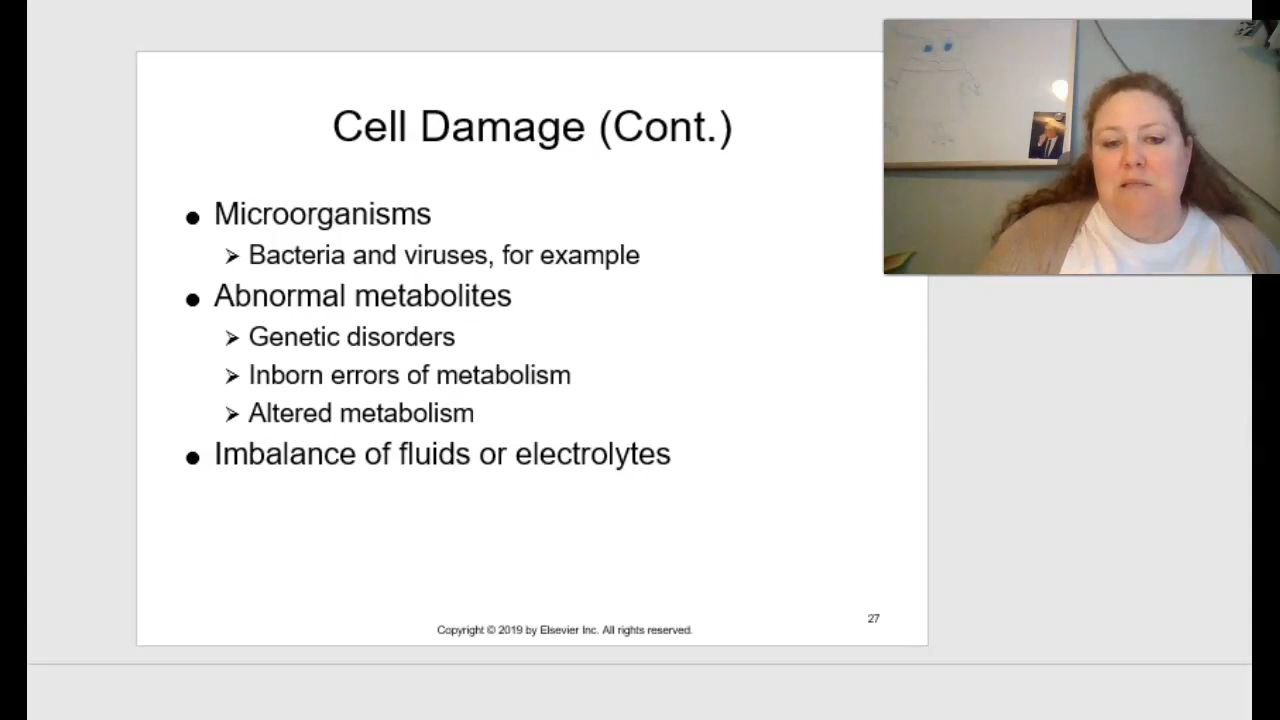 Cell Damage (Cont.)
● Microorganisms
➢ Bacteria and viruses, for example
● Abnormal metabolites
➢ Genetic disorders
➢ Inborn errors of metabolism
➢ Altered metabolism
● Imbalance of fluids or electrolytes
27
Copyright © 2019 by Elsevier Inc. All rights reserved.